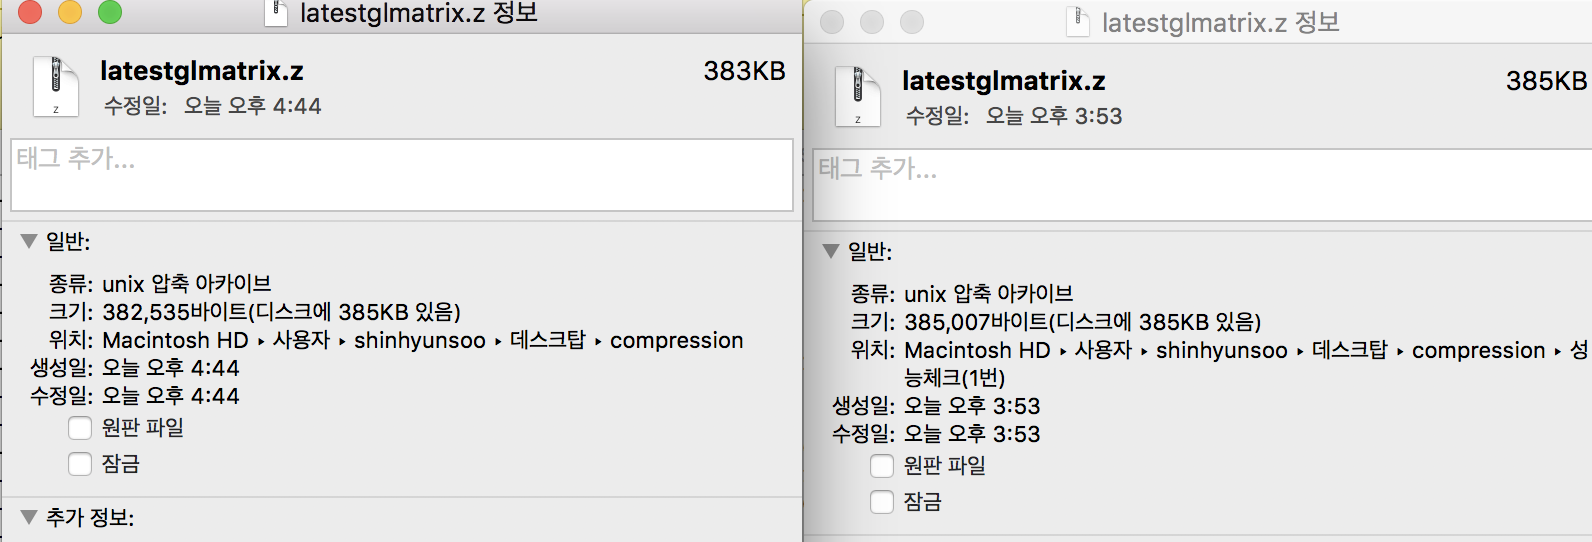 latestglmatrix.z 정보
latestglmatrix.z
383KB
수정일: 오늘 오후 4:44
z
태그 추가...
▼ 일반:
종류: unix 압축 아카이브
크기: 382,535바이트(디스크에 385KB 있음)
위치: Macintosh HD ▸ 사용자 ▸ shinhyunsoo ▸ 데스크탑 ▸ compression
생성일: 오늘 오후 4:44
수정일: 오늘 오후 4:44
원판 파일
잠금
▼ 추가 정보:
latestglmatrix.z 정보
latestglmatrix.z
385KB
수정일: 오늘 오후 3:53
z
태그 추가...
▼ 일반:
종류: unix 압축 아카이브
크기: 385,007바이트(디스크에 385KB 있음)
위치: Macintosh HD ▸ 사용자 ▸ shinhyunsoo ▸ 데스크탑 ▸ compression ▸ 성
능체크(1번)
생성일: 오늘 오후 3:53
수정일: 오늘 오후 3:53
원판 파일
잠금